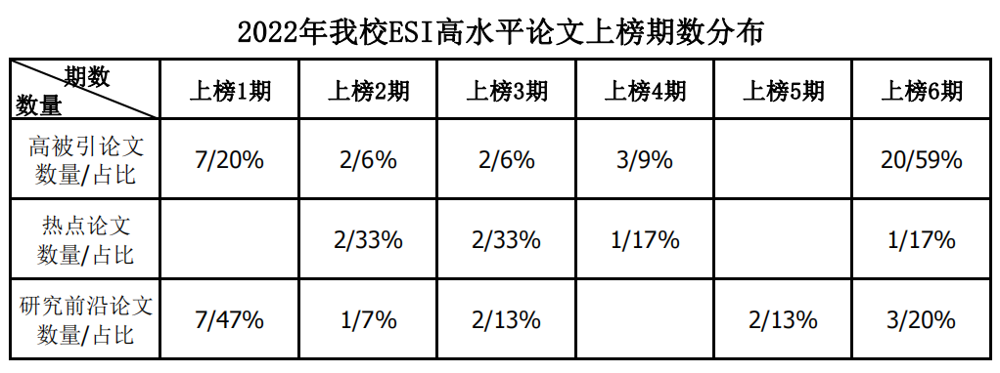 2022年我校ESI高水平论文上榜期数分布
期数
数量
上榜1期 上榜2期 上榜3期 上榜4期 上榜5期 上榜6期
高被引论文
数量/占比
7/20% 2/6% 2/6% 3/9% 20/59%
热点论文
数量/占比
2/33% 2/33% 1/17% 1/17%
研究前沿论文
数量/占比
7/47% 1/7% 2/13% 2/13% 3/20%